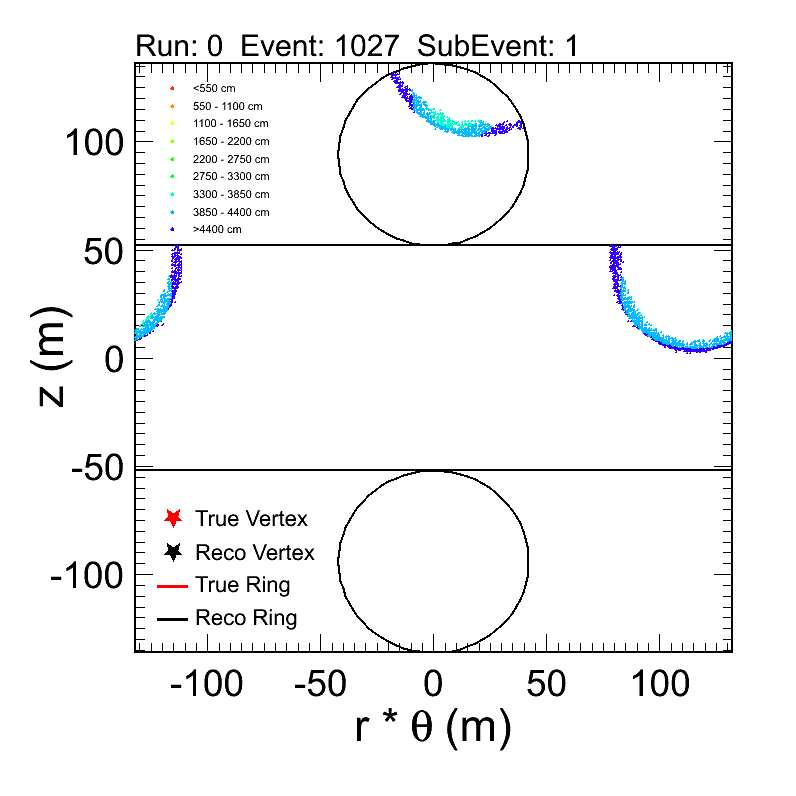 Run: 0 Event: 1027 SubEvent: 1
<550 cm
550 - 1100 cm
1100 - 1650 cm
1650 - 2200 cm
2200 - 2750 cm
2750 - 3300 cm
3300 - 3850 cm
3850 - 4400 cm
>4400 cm
100
50
0
-50
-100
z (m)
True Vertex
Reco Vertex
True Ring
Reco Ring
-100 -50 0 50 100
r * θ (m)